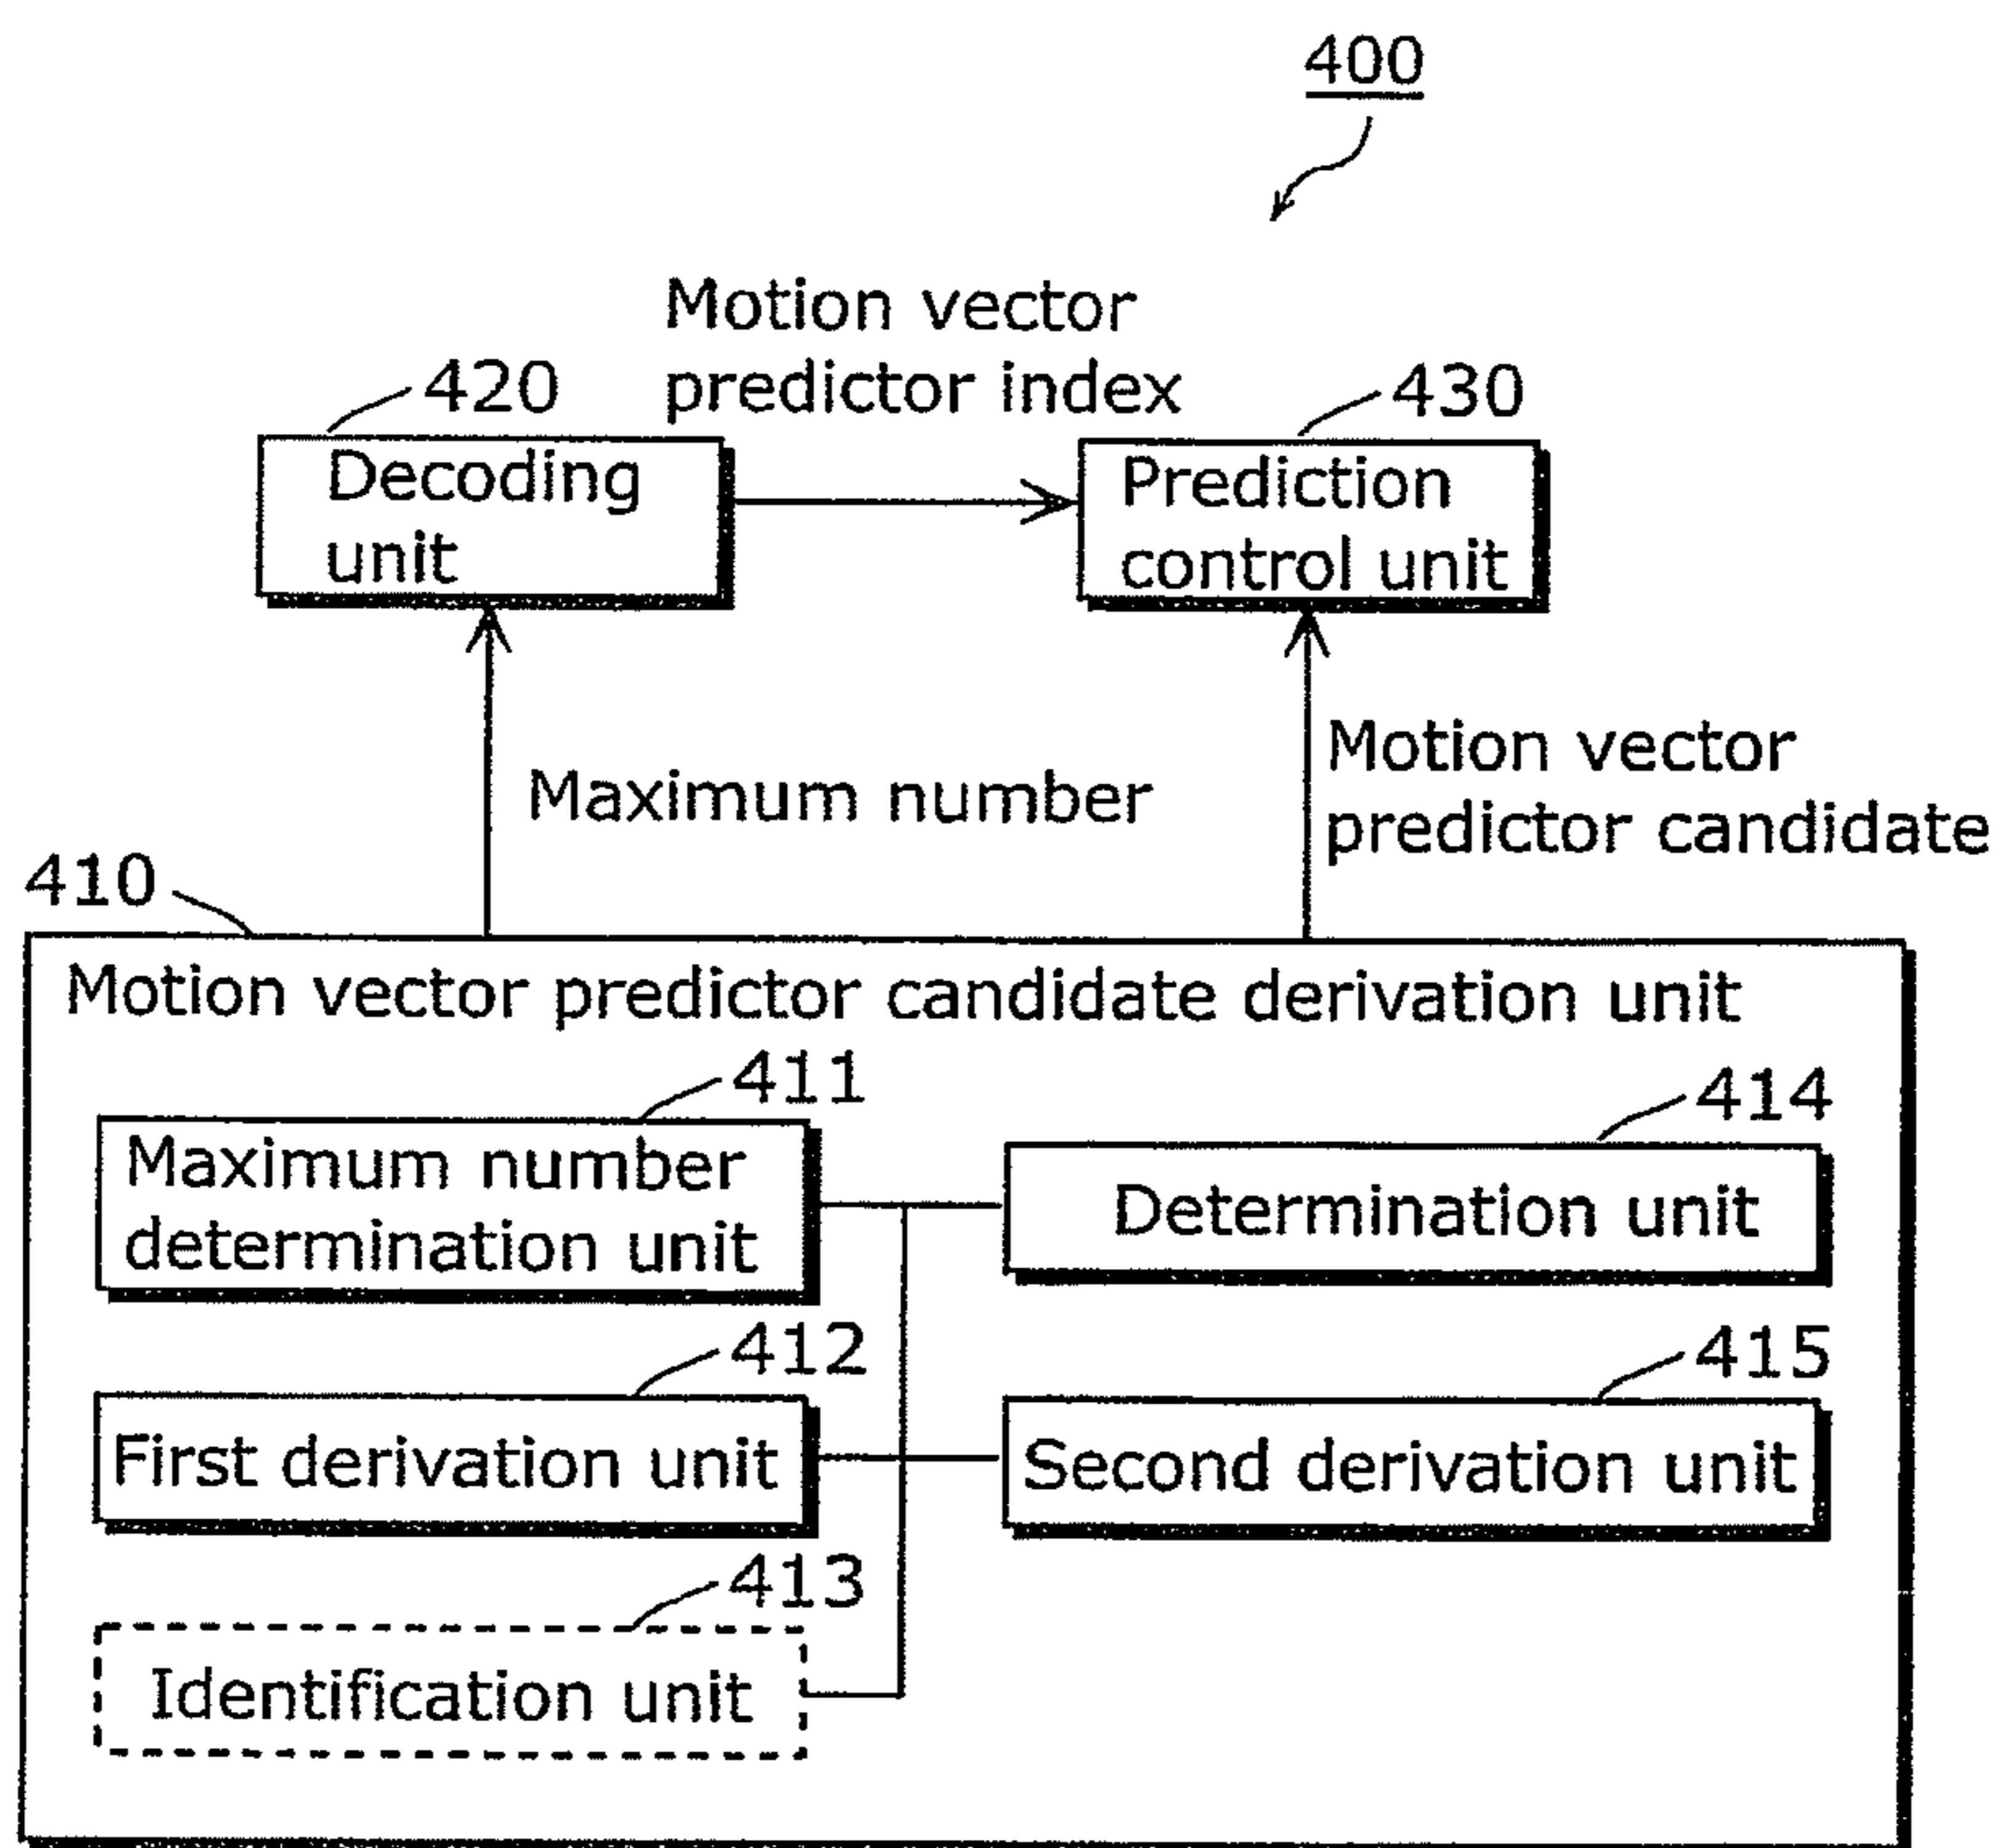 400
Motion vector
predictor index
420
430
Decoding
unit
Prediction
control unit
Maximum number
Motion vector
predictor candidate
410
Motion vector predictor candidate derivation unit
411
414
Maximum number
determination unit
Determination unit
412
415
First derivation unit
Second derivation unit
413
Identification unit